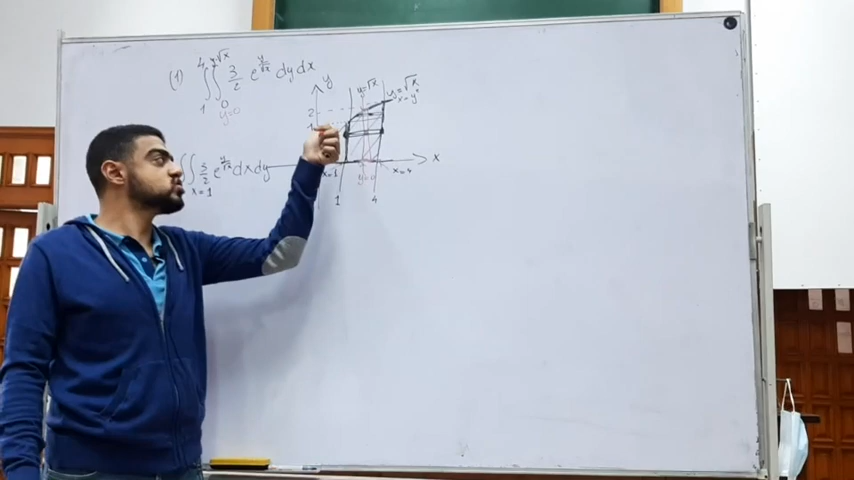 (1) ∫₁⁴ ∫₀^{y=√x} 3/2 e^{y/√x} dy dx
y=0
∫∫ 3/2 e^{y/√x} dx dy
x=1
y
y=√x
y=√x
x=y²
2
1
x
x=1
y=0
x=4
1
4